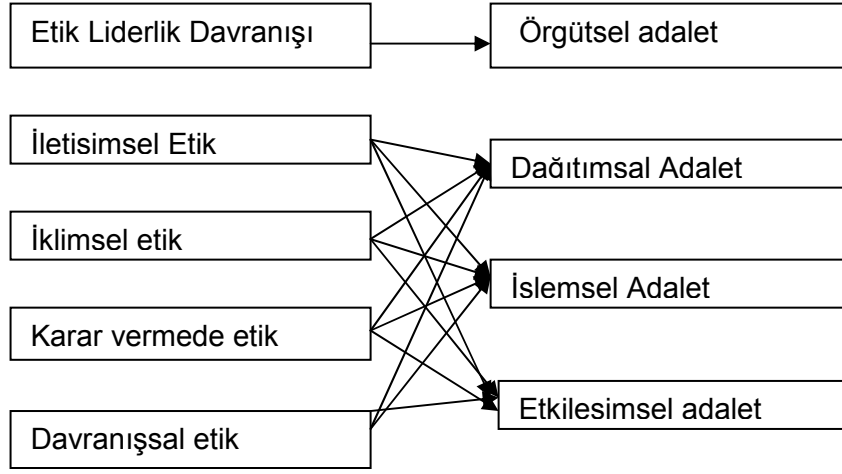 Etik Liderlik Davranışı
Örgütsel adalet
İletisimsel Etik
Dağıtımsal Adalet
İklimsel etik
İslemsel Adalet
Karar vermede etik
Etkilesimsel adalet
Davranışsal etik